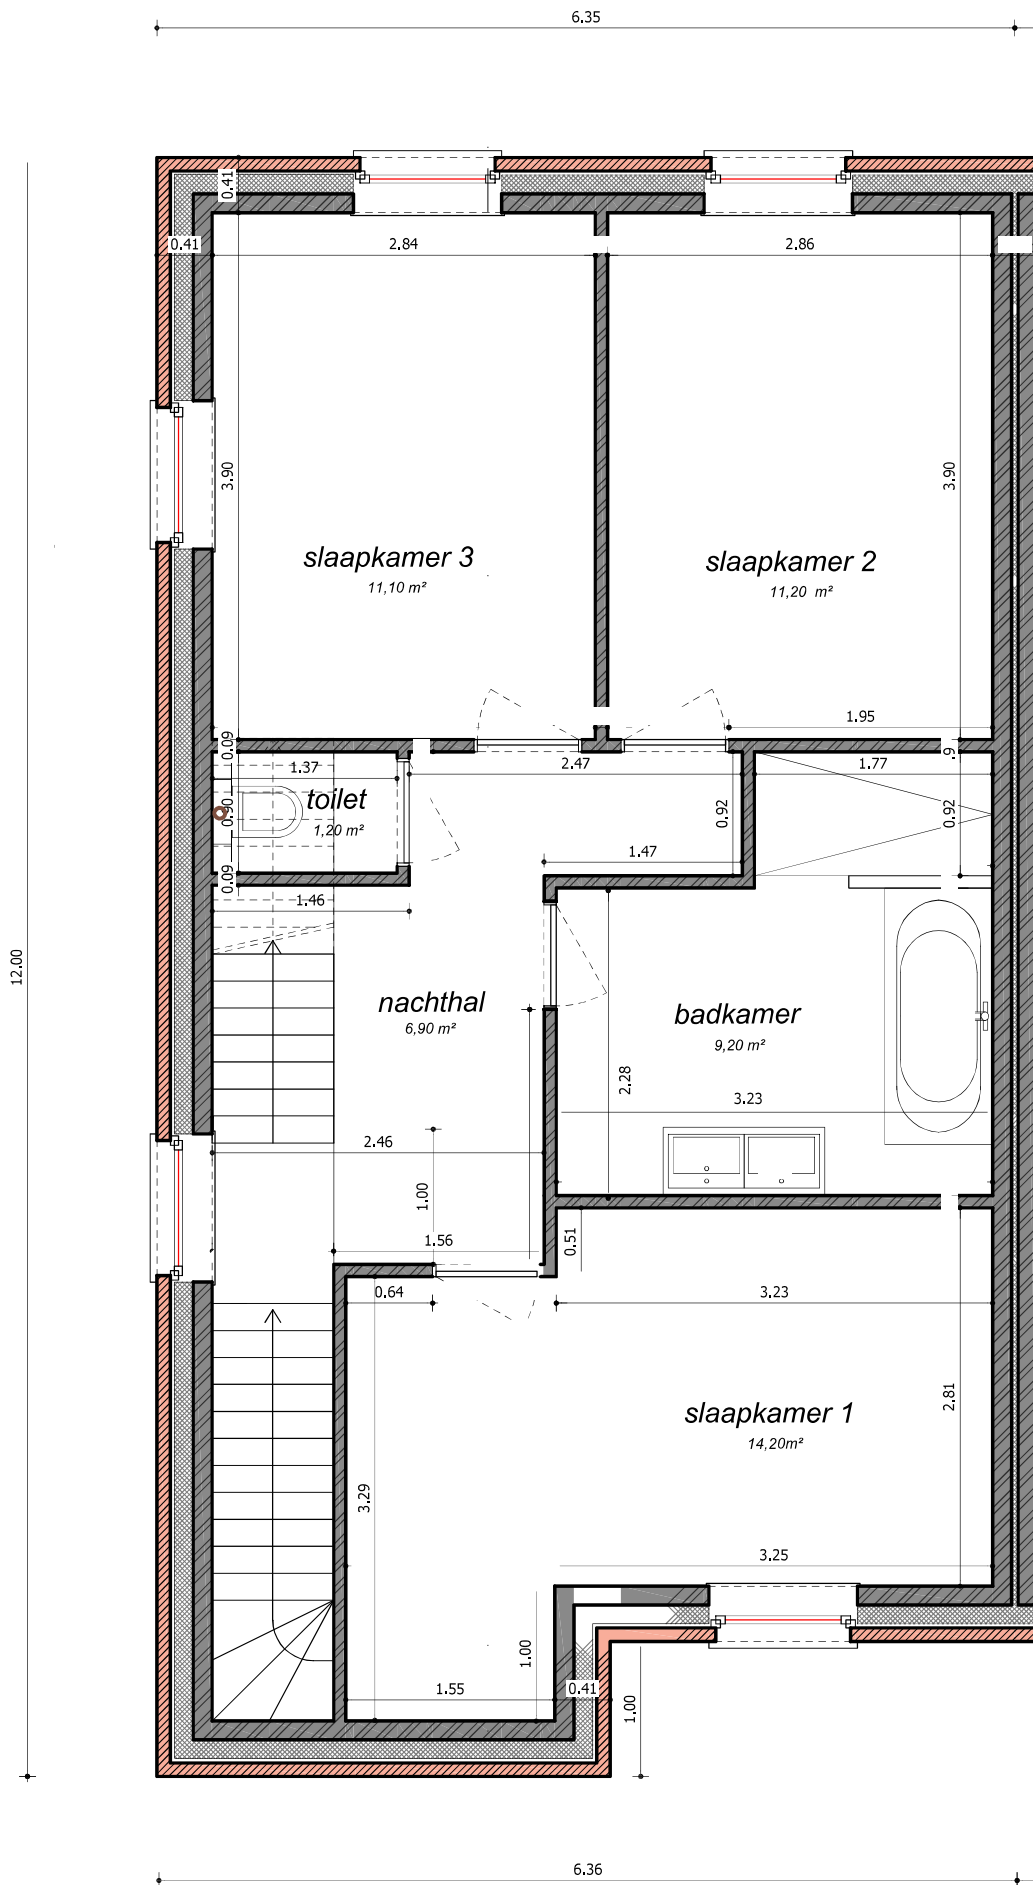 6.35
0.41
0.41
2.84
2.86
3.90
3.90
slaapkamer 3
11,10 m²
slaapkamer 2
11,20 m²
1.95
0.09
1.37
2.47
1.77
toilet
1,20 m²
0.90
0.92
0.92
1.47
0.09
1.46
12.00
nachthal
6,90 m²
badkamer
9,20 m²
2.28
3.23
2.46
1.00
1.56
0.51
0.64
3.23
2.81
slaapkamer 1
14,20m²
3.29
3.25
1.00
1.55
0.41
1.00
6.36